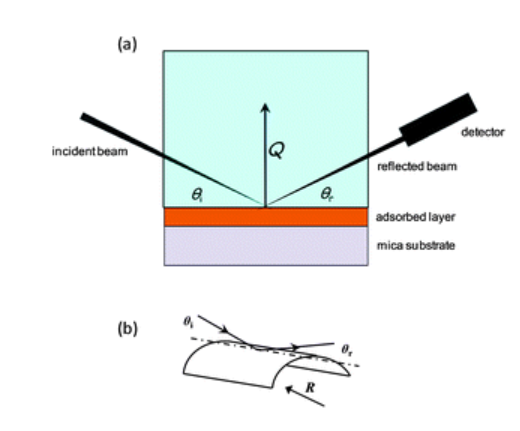 (a)
incident beam
Q
θi
θr
detector
reflected beam
adsorbed layer
mica substrate
(b)
θi
θr
R